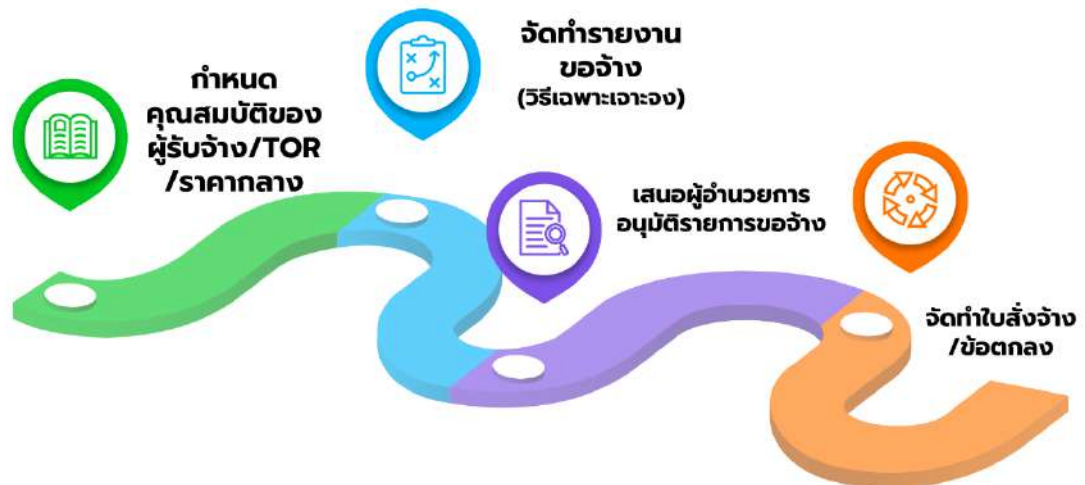 กำหนด
คุณสมบัติของ
ผู้รับจ้าง/TOR
/ราคากลาง
จัดทำรายงาน
ขอจ้าง
(วิธีเฉพาะเจาะจง)
เสนอผู้อำนวยการ
อนุมัติรายการขอจ้าง
จัดทำใบสั่งจ้าง
/ข้อตกลง